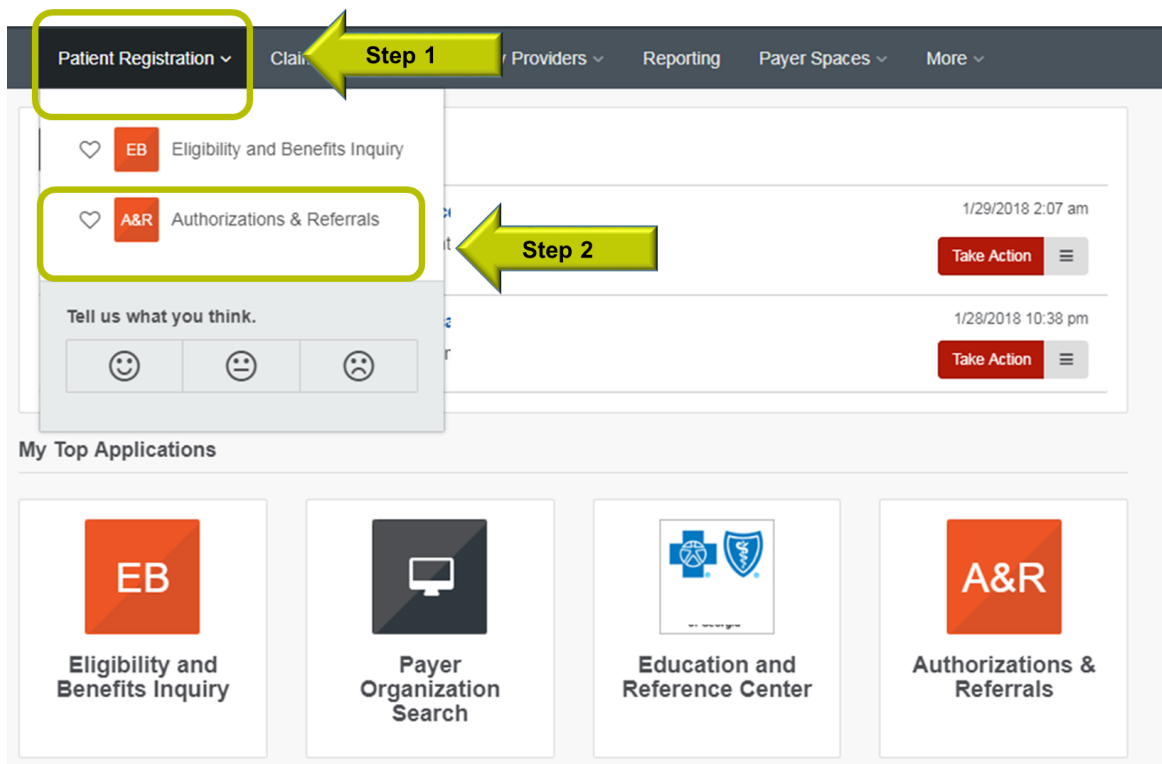 Patient Registration
Step 1
Providers
Reporting
Payer Spaces
More
EB
Eligibility and Benefits Inquiry
A&R
Authorizations & Referrals
1/29/2018 2:07 am
Step 2
Take Action
Tell us what you think.
1/28/2018 10:38 pm
Take Action
My Top Applications
EB
A&R
Eligibility and
Benefits Inquiry
Payer
Organization
Search
Education and
Reference Center
Authorizations &
Referrals